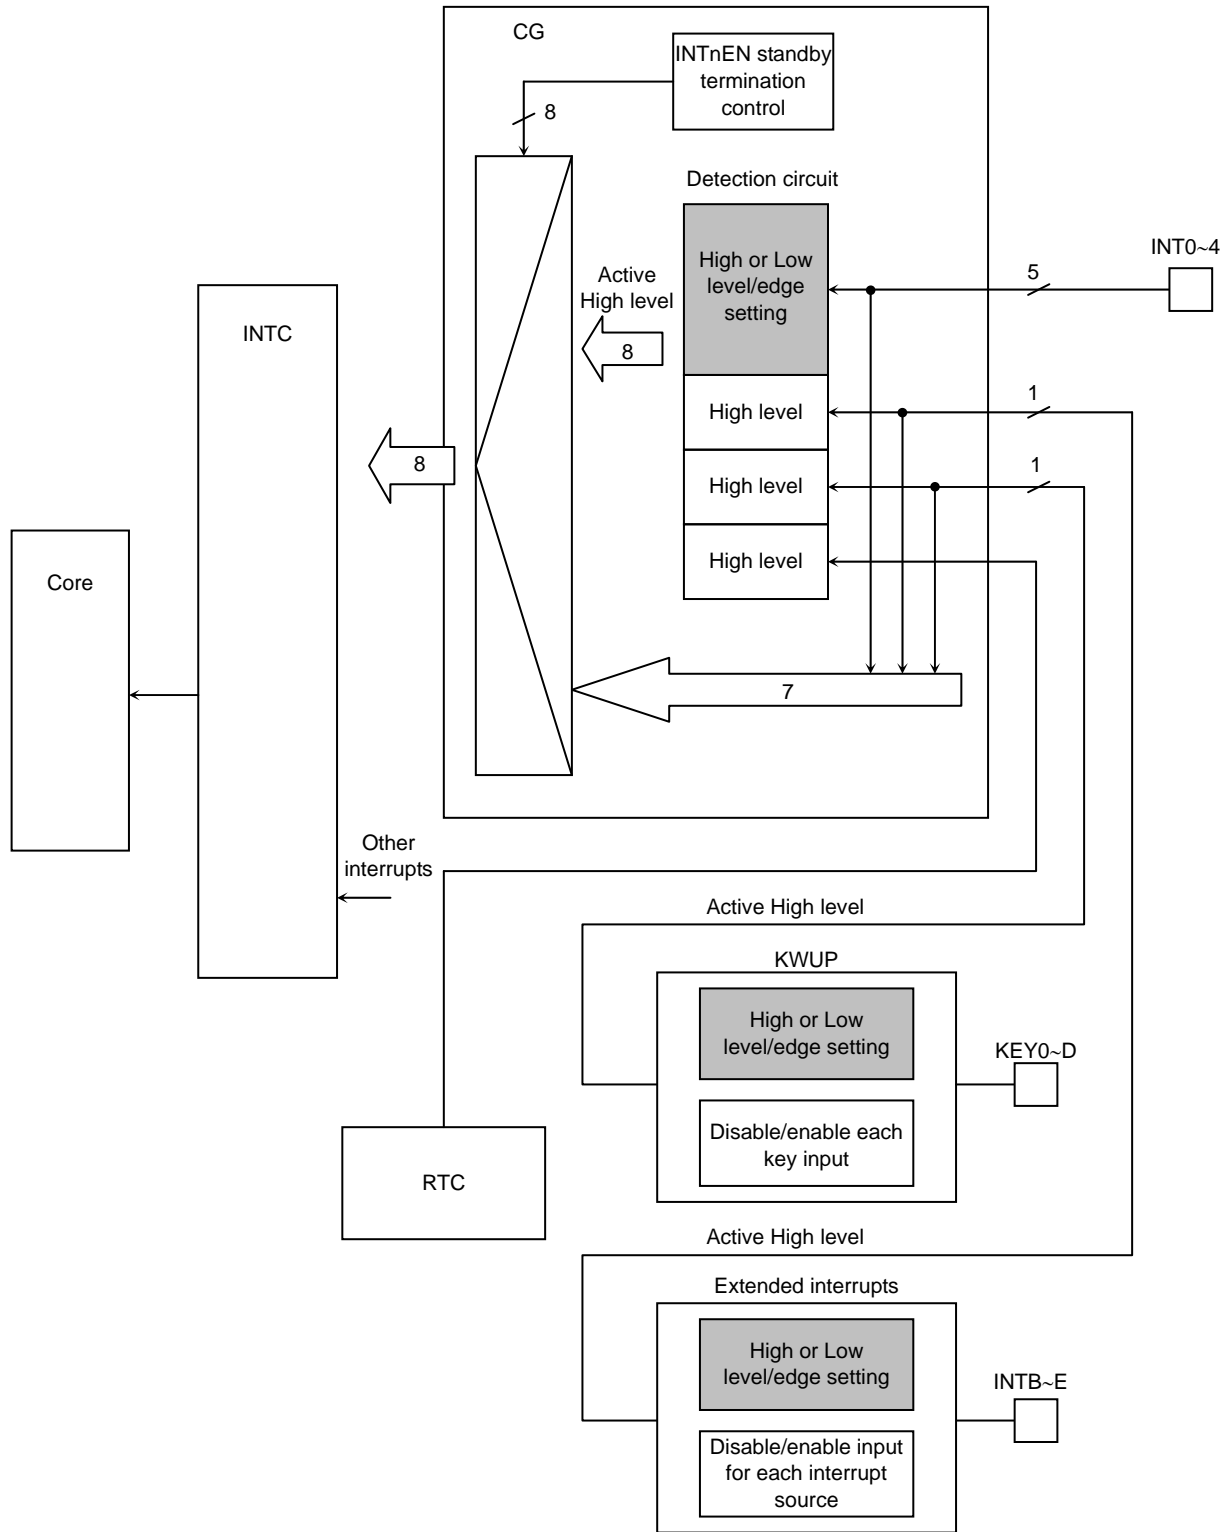 CG
INTnEN standby
termination
control
8
Detection circuit
INT0~4
High or Low
level/edge
setting
5
Active
High level
8
INTC
High level
1
High level
1
8
High level
Core
7
Other
interrupts
Active High level
KWUP
High or Low
level/edge setting
KEY0~D
Disable/enable each
key input
RTC
Active High level
Extended interrupts
High or Low
level/edge setting
INTB~E
Disable/enable input
for each interrupt
source